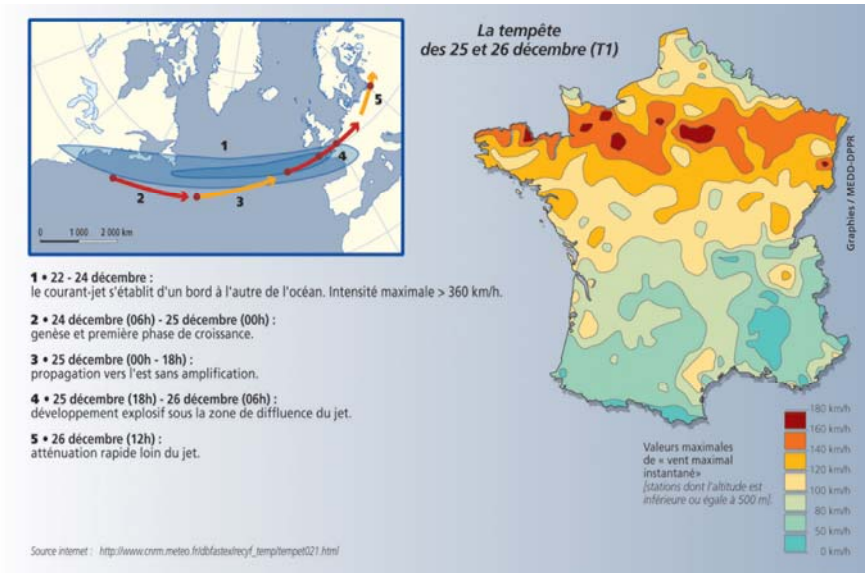 La tempête
des 25 et 26 décembre (T1)
1
2
3
4
5
0 1 000 2 000 km
1 • 22 - 24 décembre :
le courant-jet s'établit d'un bord à l'autre de l'océan. Intensité maximale > 360 km/h.
2 • 24 décembre (06h) - 25 décembre (00h) :
genèse et première phase de croissance.
3 • 25 décembre (00h - 18h) :
propagation vers l'est sans amplification.
4 • 25 décembre (18h) - 26 décembre (06h) :
développement explosif sous la zone de diffluence du jet.
5 • 26 décembre (12h) :
atténuation rapide loin du jet.
Source internet : http://www.cnrm.meteo.fr/dbfastex/recyf_temp/tempet021.html
Graphies / MEDD-DPPR
Valeurs maximales
de « vent maximal
instantané»
[stations dont l'altitude est
inférieure ou égale à 500 m].
180 km/h
160 km/h
140 km/h
120 km/h
100 km/h
80 km/h
50 km/h
0 km/h